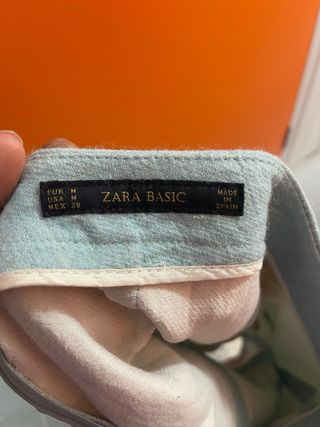 EUR M
USA M
MEX 28
ZARA BASIC
MADE
IN
SPAIN